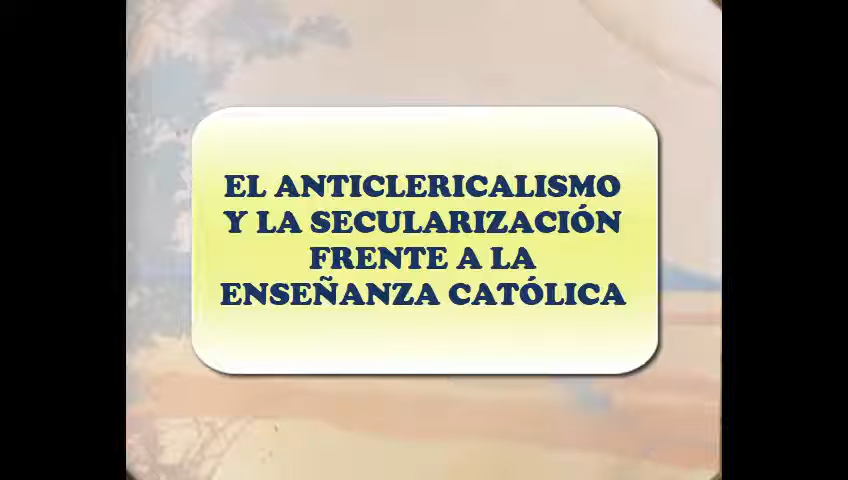 EL ANTICLERICALISMO
Y LA SECULARIZACIÓN
FRENTE A LA
ENSEÑANZA CATÓLICA